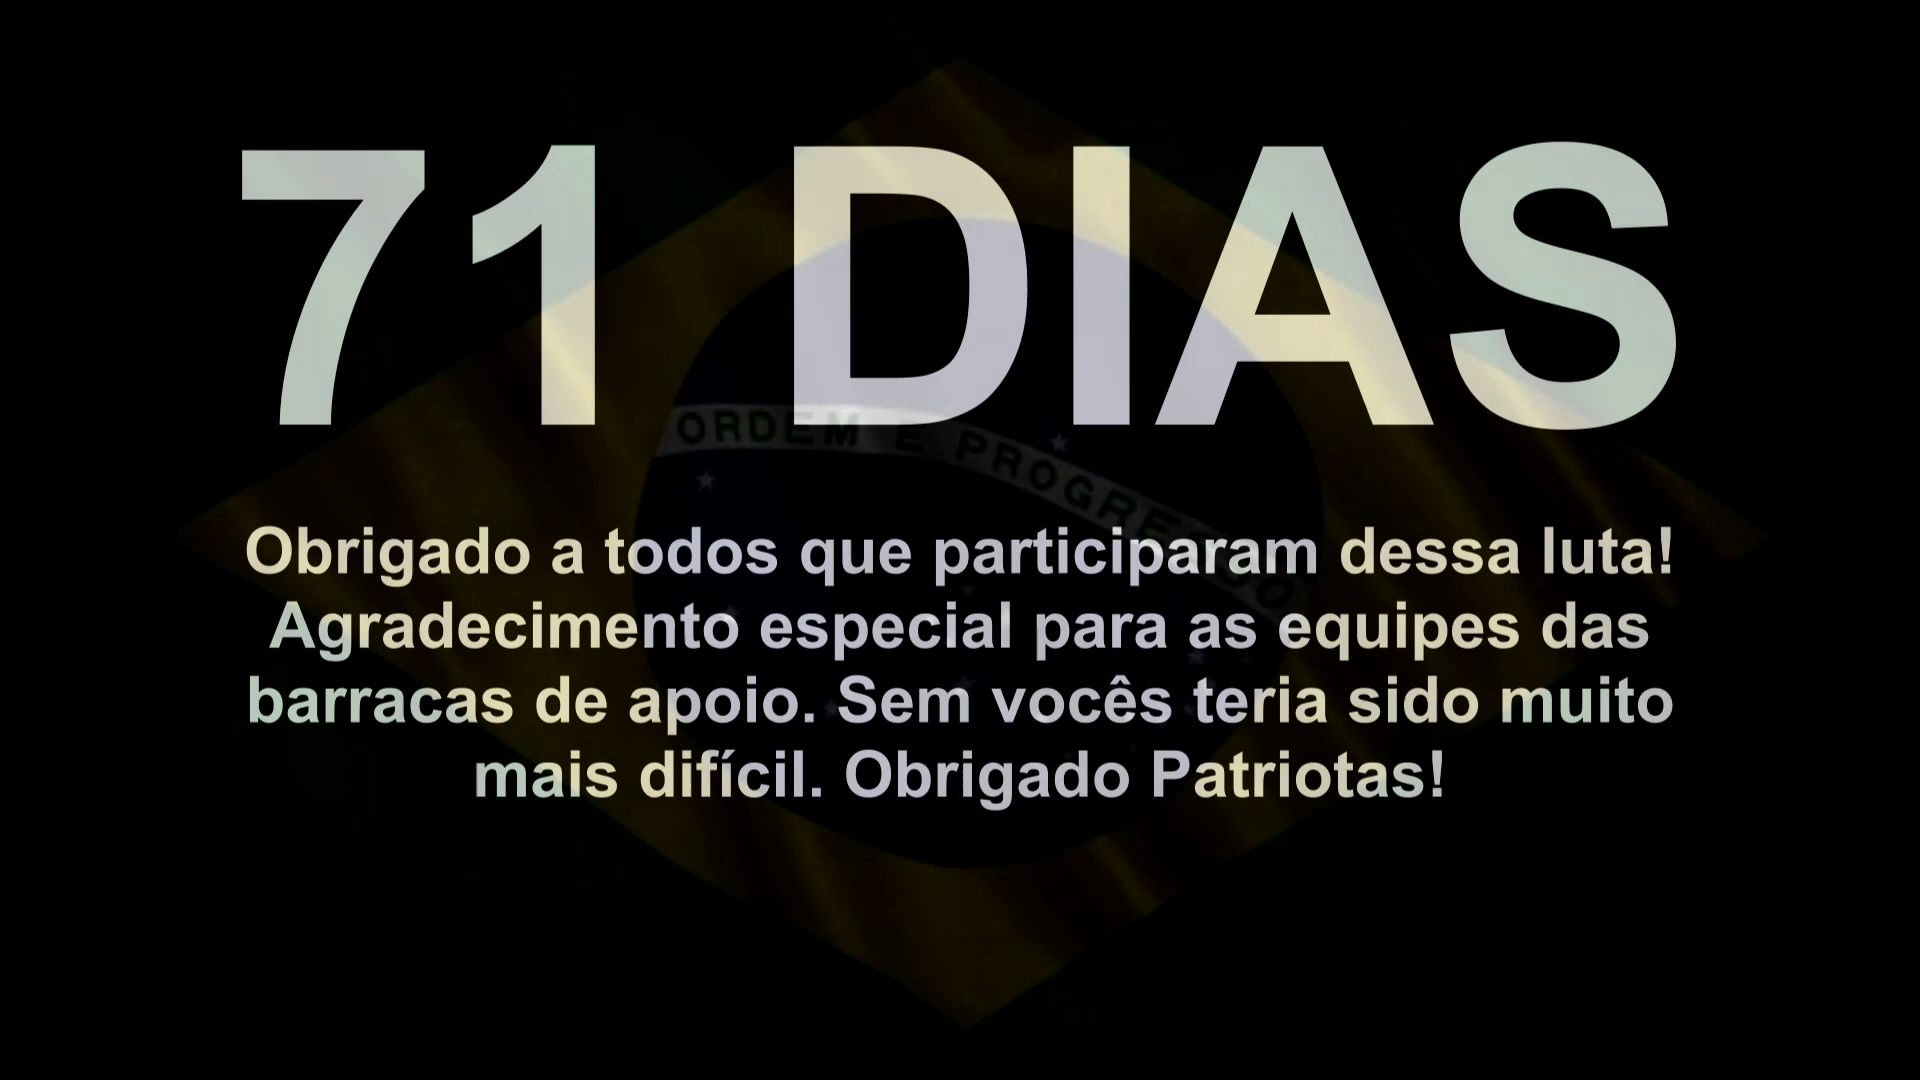 71 DIAS
ORDEM E PROGRESSO
Obrigado a todos que participaram dessa luta!
Agradecimento especial para as equipes das
barracas de apoio. Sem vocês teria sido muito
mais difícil. Obrigado Patriotas!